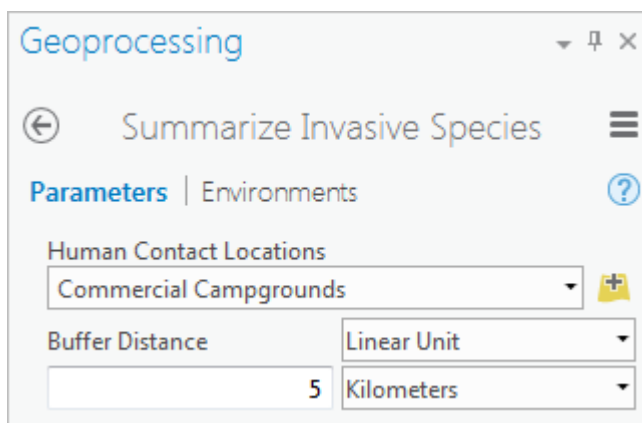 Geoprocessing
Summarize Invasive Species
Parameters | Environments
Human Contact Locations
Commercial Campgrounds
Buffer Distance Linear Unit
5 Kilometers